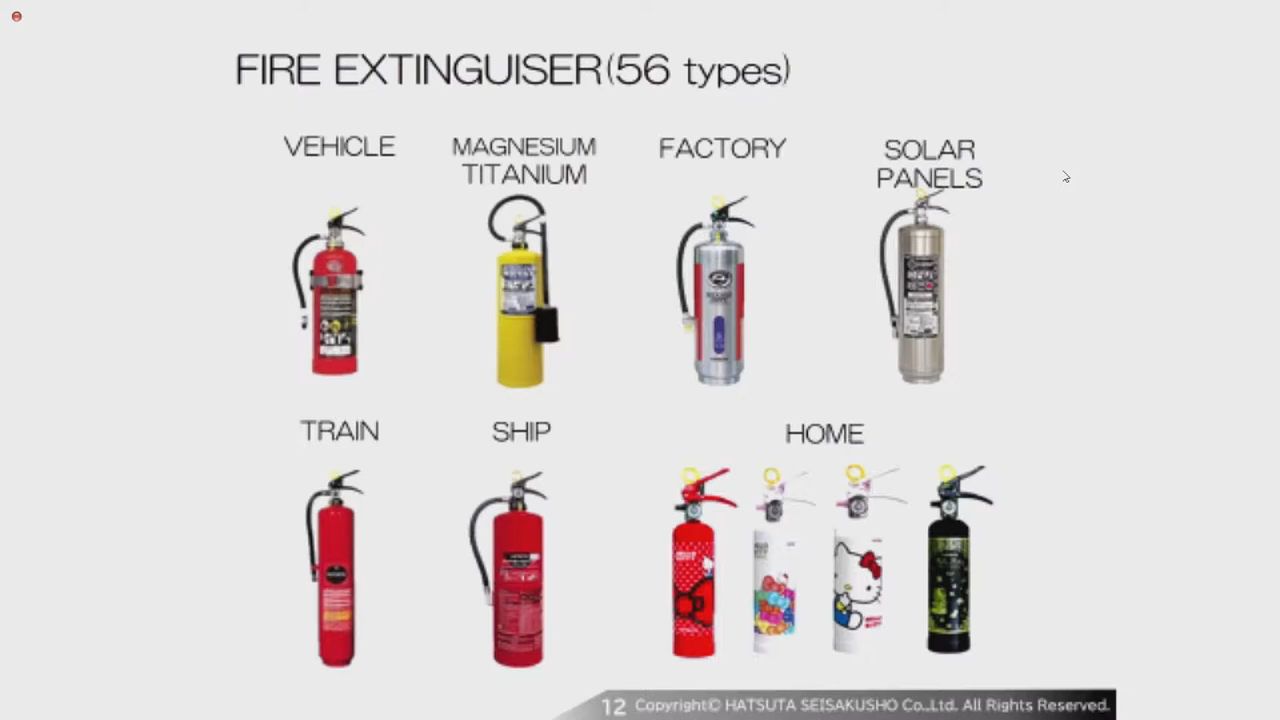 FIRE EXTINGUISER(56 types)
VEHICLE
MAGNESIUM
TITANIUM
FACTORY
SOLAR
PANELS
TRAIN
SHIP
HOME
12 Copyright© HATSUTA SEISAKUSHO Co.,Ltd. All Rights Reserved.